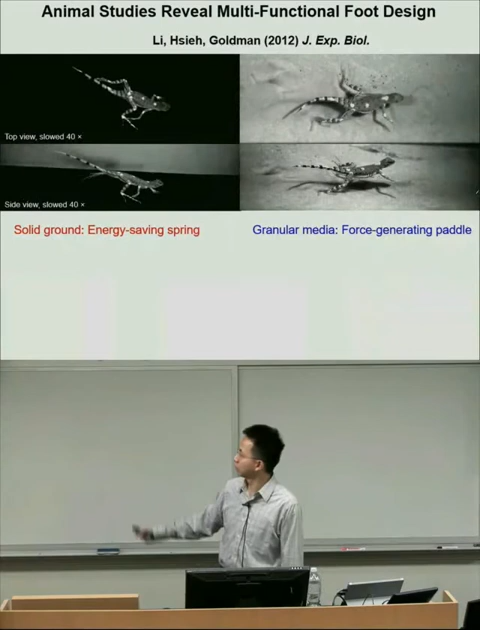 Animal Studies Reveal Multi-Functional Foot Design
Li, Hsieh, Goldman (2012) J. Exp. Biol.
Top view, slowed 40 ×
Side view, slowed 40 ×
Solid ground: Energy-saving spring
Granular media: Force-generating paddle